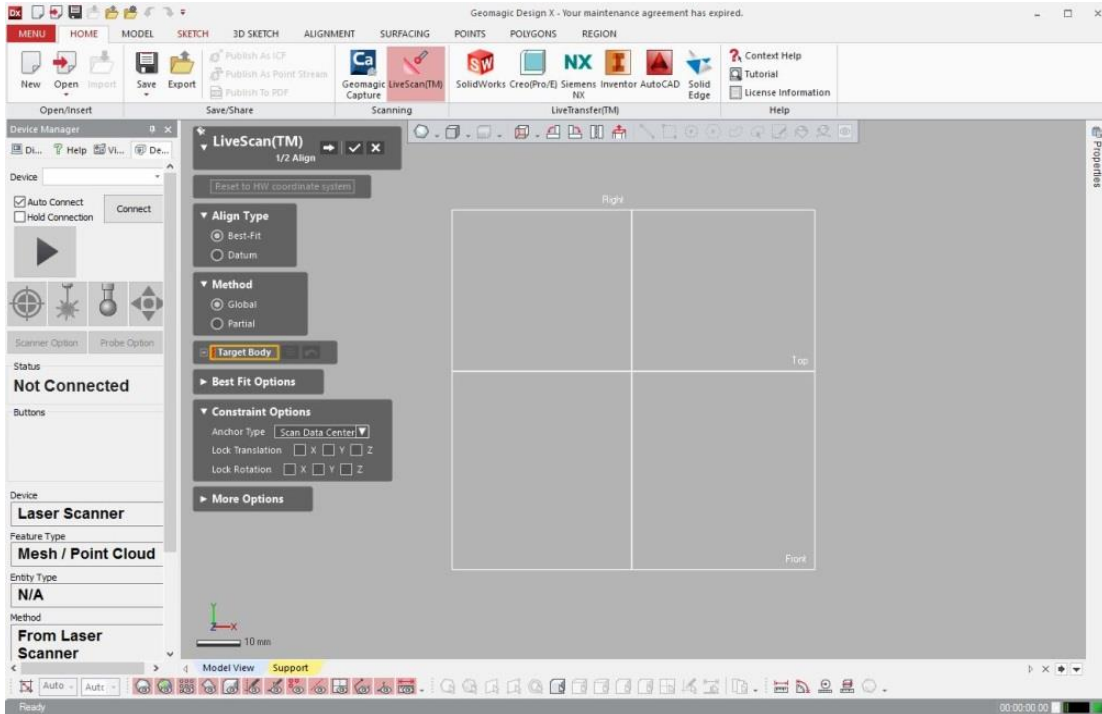 Dx
Geomagic Design X - Your maintenance agreement has expired.
MENU HOME MODEL SKETCH 3D SKETCH ALIGNMENT SURFACING POINTS POLYGONS REGION
New
Open
Import
Save
Export
Publish As ICF
Publish As Point Stream
Publish To PDF
Ca
Geomagic Capture
LiveScan(TM)
SW
SolidWorks
Creo(Pro/E)
NX
Siemens NX
Inventor
AutoCAD
Solid Edge
Context Help
Tutorial
License Information
Open/Insert
Save/Share
Scanning
LiveTransfer(TM)
Help
Device Manager
Di... Help Vi... De...
Device
Auto Connect
Hold Connection
Connect
Scanner Option
Probe Option
Status
Not Connected
Buttons
Device
Laser Scanner
Feature Type
Mesh / Point Cloud
Entity Type
N/A
Method
From Laser
Scanner
LiveScan(TM)
1/2 Align
Reset to HW coordinate system
Align Type
Best-Fit
Datum
Method
Global
Partial
Target Body
Best Fit Options
Constraint Options
Anchor Type Scan Data Center
Lock Translation X Y Z
Lock Rotation X Y Z
More Options
Right
Top
Front
Properties
Y
Z X
10 mm
Model View
Support
Auto
Ready
00:00:00.00